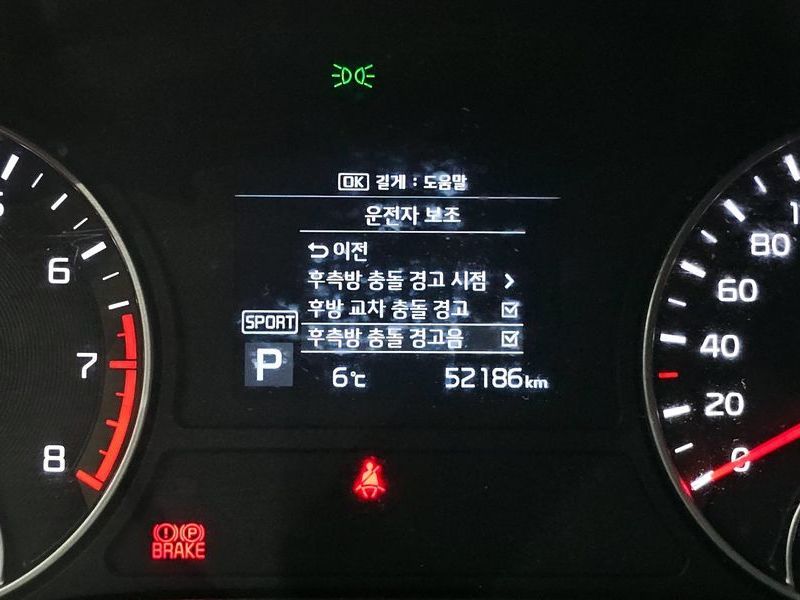 OK 길게 : 도움말
운전자 보조
이전
후측방 충돌 경고 시점
후방 교차 충돌 경고
SPORT
후측방 충돌 경고음
P
6℃
52186km
6
7
8
80
60
40
20
0
P
BRAKE